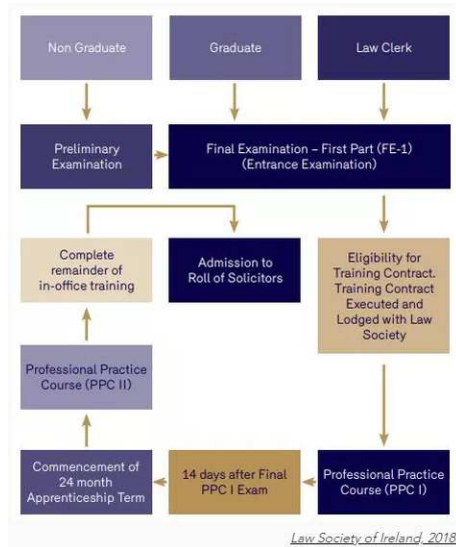 Non Graduate
Graduate
Law Clerk
Preliminary
Examination
Final Examination – First Part (FE-1)
(Entrance Examination)
Complete
remainder of
in-office training
Admission to
Roll of Solicitors
Eligibility for
Training Contract.
Training Contract
Executed and
Lodged with Law
Society
Professional Practice
Course (PPC II)
Commencement of
24 month
Apprenticeship Term
14 days after Final
PPC I Exam
Professional Practice
Course (PPC I)
Law Society of Ireland, 2018